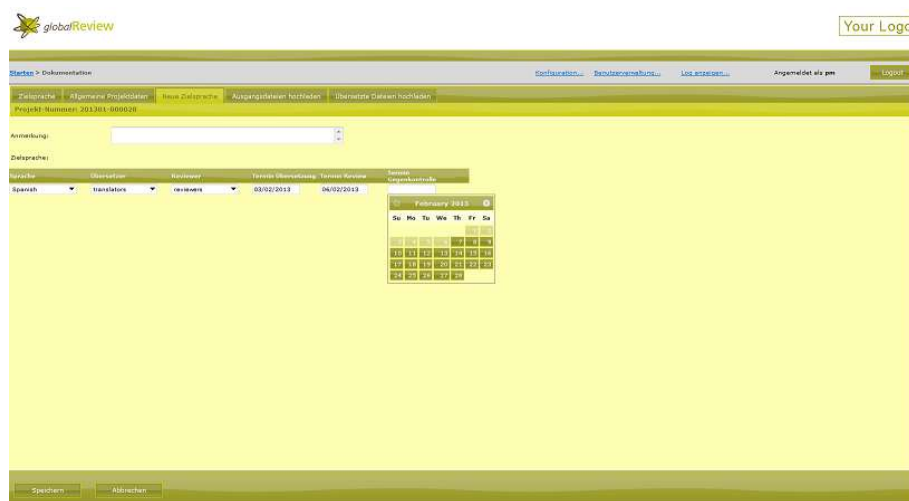 globalReview
Your Logo
Starten > Dokumentation
Konfiguration... Benutzerverwaltung... Log anzeigen... Angemeldet als pm Logout
Zielsprache Allgemeine Projektdaten Neue Zielsprache Ausgangsdateien hochladen Übersetzte Dateien hochladen
Projekt-Nummer: 201301-000020
Anmerkung:
Zielsprache:
Sprache Übersetzer Reviewer Termin Übersetzung Termin Review Termin Gegenkontrolle
Spanish translators reviewers 03/02/2013 06/02/2013
February 2013
Su Mo Tu We Th Fr Sa
1 2
3 4 5 6 7 8 9
10 11 12 13 14 15 16
17 18 19 20 21 22 23
24 25 26 27 28
Speichern Abbrechen